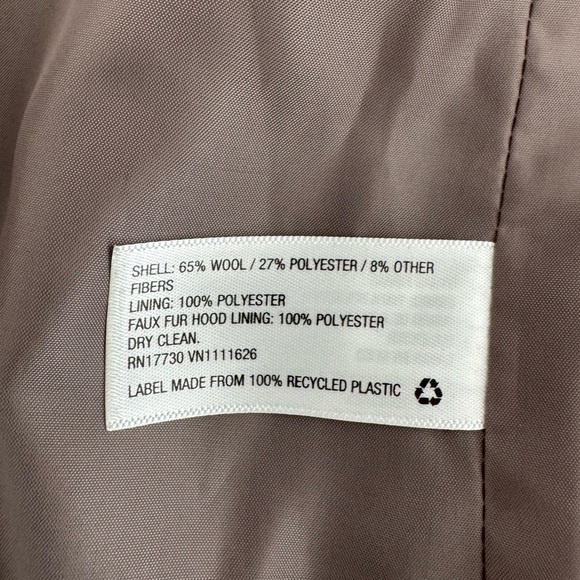 SHELL: 65% WOOL / 27% POLYESTER / 8% OTHER
FIBERS
LINING: 100% POLYESTER
FAUX FUR HOOD LINING: 100% POLYESTER
DRY CLEAN.
RN17730 VN1111626
LABEL MADE FROM 100% RECYCLED PLASTIC